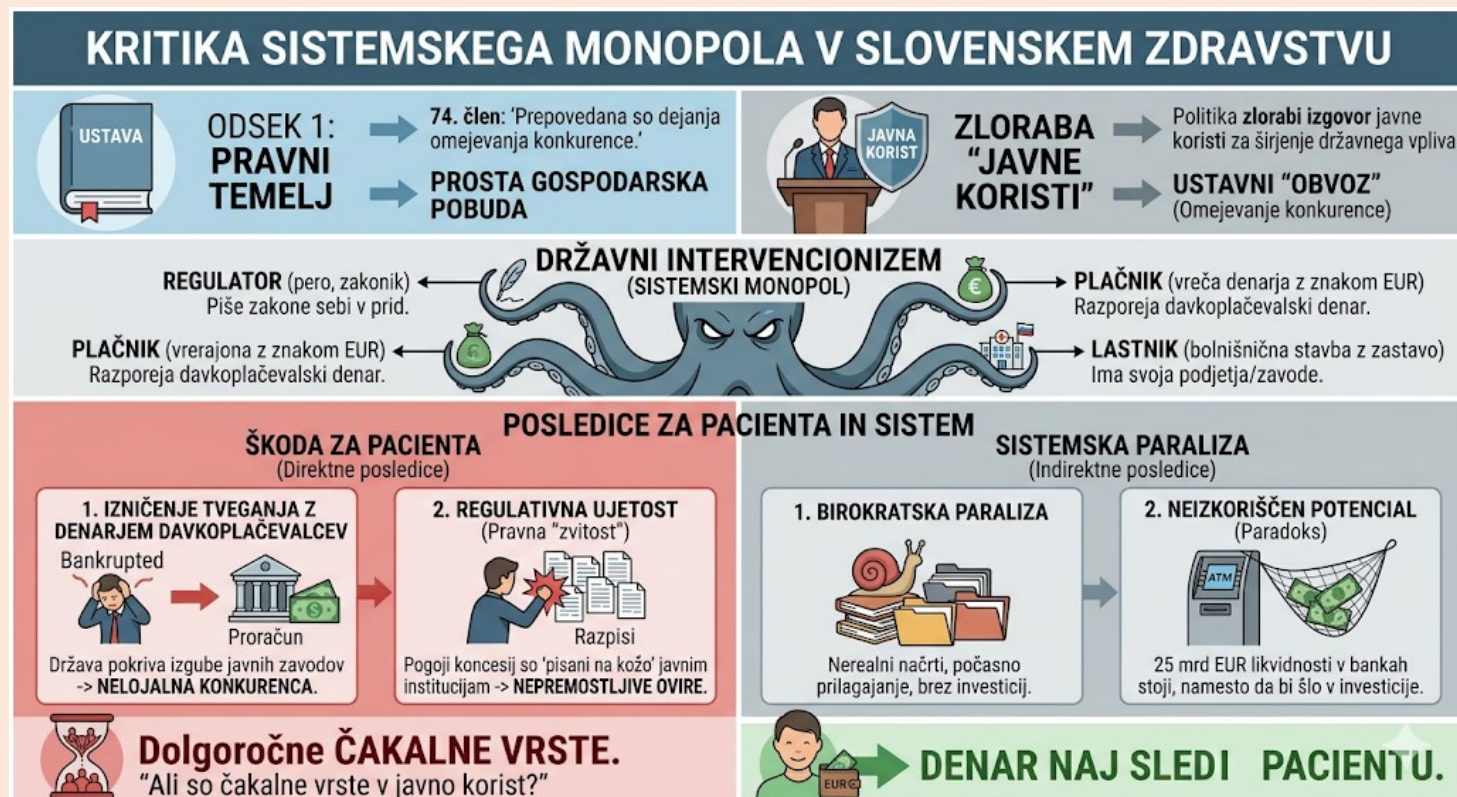 KRITIKA SISTEMSKEGA MONOPOLA V SLOVENSKEM ZDRAVSTVU
USTAVA
ODSEK 1:
PRAVNI
TEMELJ
74. člen: 'Prepovedana so dejanja
omejevanja konkurence.'
PROSTA GOSPODARSKA
POBUDA
JAVNA
KORIST
ZLORABA
"JAVNE
KORISTI"
Politika zlorabi izgovor javne
koristi za širjenje državnega vpliva
USTAVNI "OBVOZ"
(Omejevanje konkurence)
DRŽAVNI INTERVENCIONIZEM
(SISTEMSKI MONOPOL)
REGULATOR (pero, zakonik)
Piše zakone sebi v prid.
PLAČNIK (vrerajona z znakom EUR)
Razporeja davkoplačevalski denar.
€
PLAČNIK (vreča denarja z znakom EUR)
Razporeja davkoplačevalski denar.
LASTNIK (bolnišnična stavba z zastavo)
Ima svoja podjetja/zavode.
POSLEDICE ZA PACIENTA IN SISTEM
ŠKODA ZA PACIENTA
(Direktne posledice)
1. IZNIČENJE TVEGANJA Z
DENARJEM DAVKOPLAČEVALCEV
Bankrupted
$
Proračun
Država pokriva izgube javnih zavodov
-> NELOJALNA KONKURENCA.
2. REGULATIVNA UJETOST
(Pravna "zvitost")
Razpisi
Pogoji koncesij so 'pisani na kožo' javnim
institucijam -> NEPREMOSTLJIVE OVIRE.
SISTEMSKA PARALIZA
(Indirektne posledice)
1. BIROKRATSKA PARALIZA
Nerealni načrti, počasno
prilagajanje, brez investicij.
2. NEIZKORIŠČEN POTENCIAL
(Paradoks)
ATM
25 mrd EUR likvidnosti v bankah
stoji, namesto da bi šlo v investicije.
Dolgoročne ČAKALNE VRSTE.
"Ali so čakalne vrste v javno korist?"
EUR
DENAR NAJ SLEDI PACIENTU.